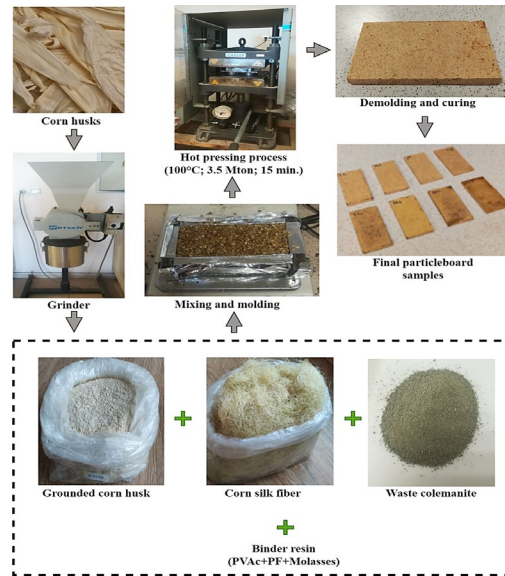 Corn husks
Grinder
Hot pressing process
(100°C; 3.5 Mton; 15 min.)
Demolding and curing
Final particleboard
samples
Mixing and molding
Grounded corn husk
Corn silk fiber
Waste colemanite
Binder resin
(PVAc+PF+Molasses)